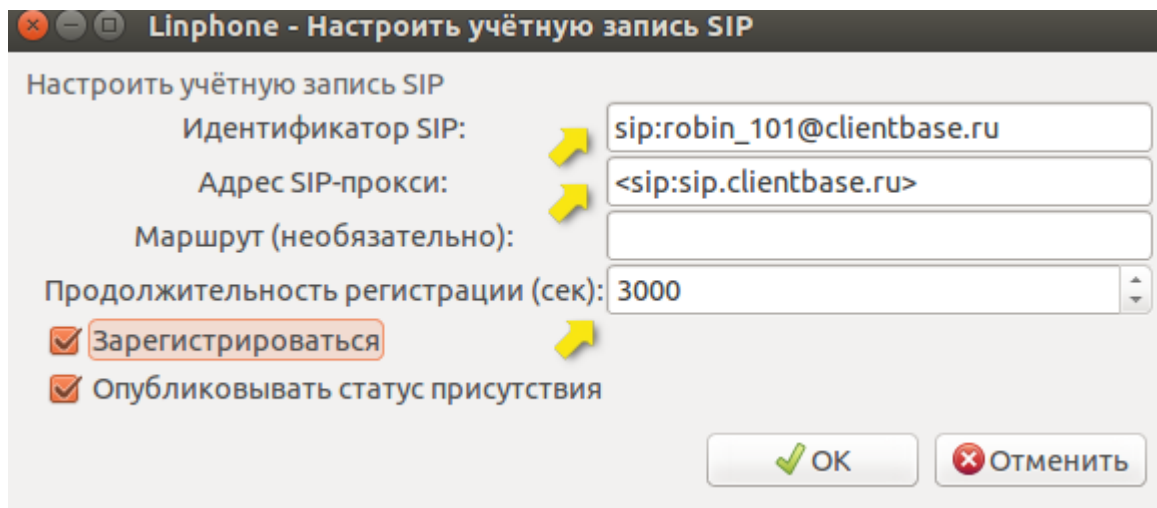 Linphone - Настроить учётную запись SIP
Настроить учётную запись SIP
Идентификатор SIP: sip:robin_101@clientbase.ru
Адрес SIP-прокси: <sip:sip.clientbase.ru>
Маршрут (необязательно):
Продолжительность регистрации (сек): 3000
Зарегистрироваться
Опубликовывать статус присутствия
OK Отменить